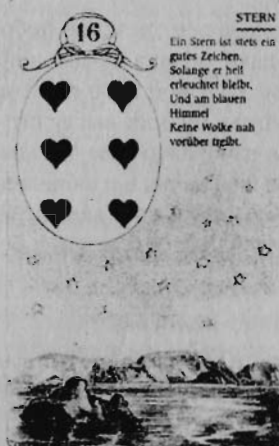 16
STERN
Ein Stern ist stets ein
gutes Zeichen,
Solange er hell
erleuchtet bleibt,
Und am blauen
Himmel
Keine Wolke nah
vorüber treibt.